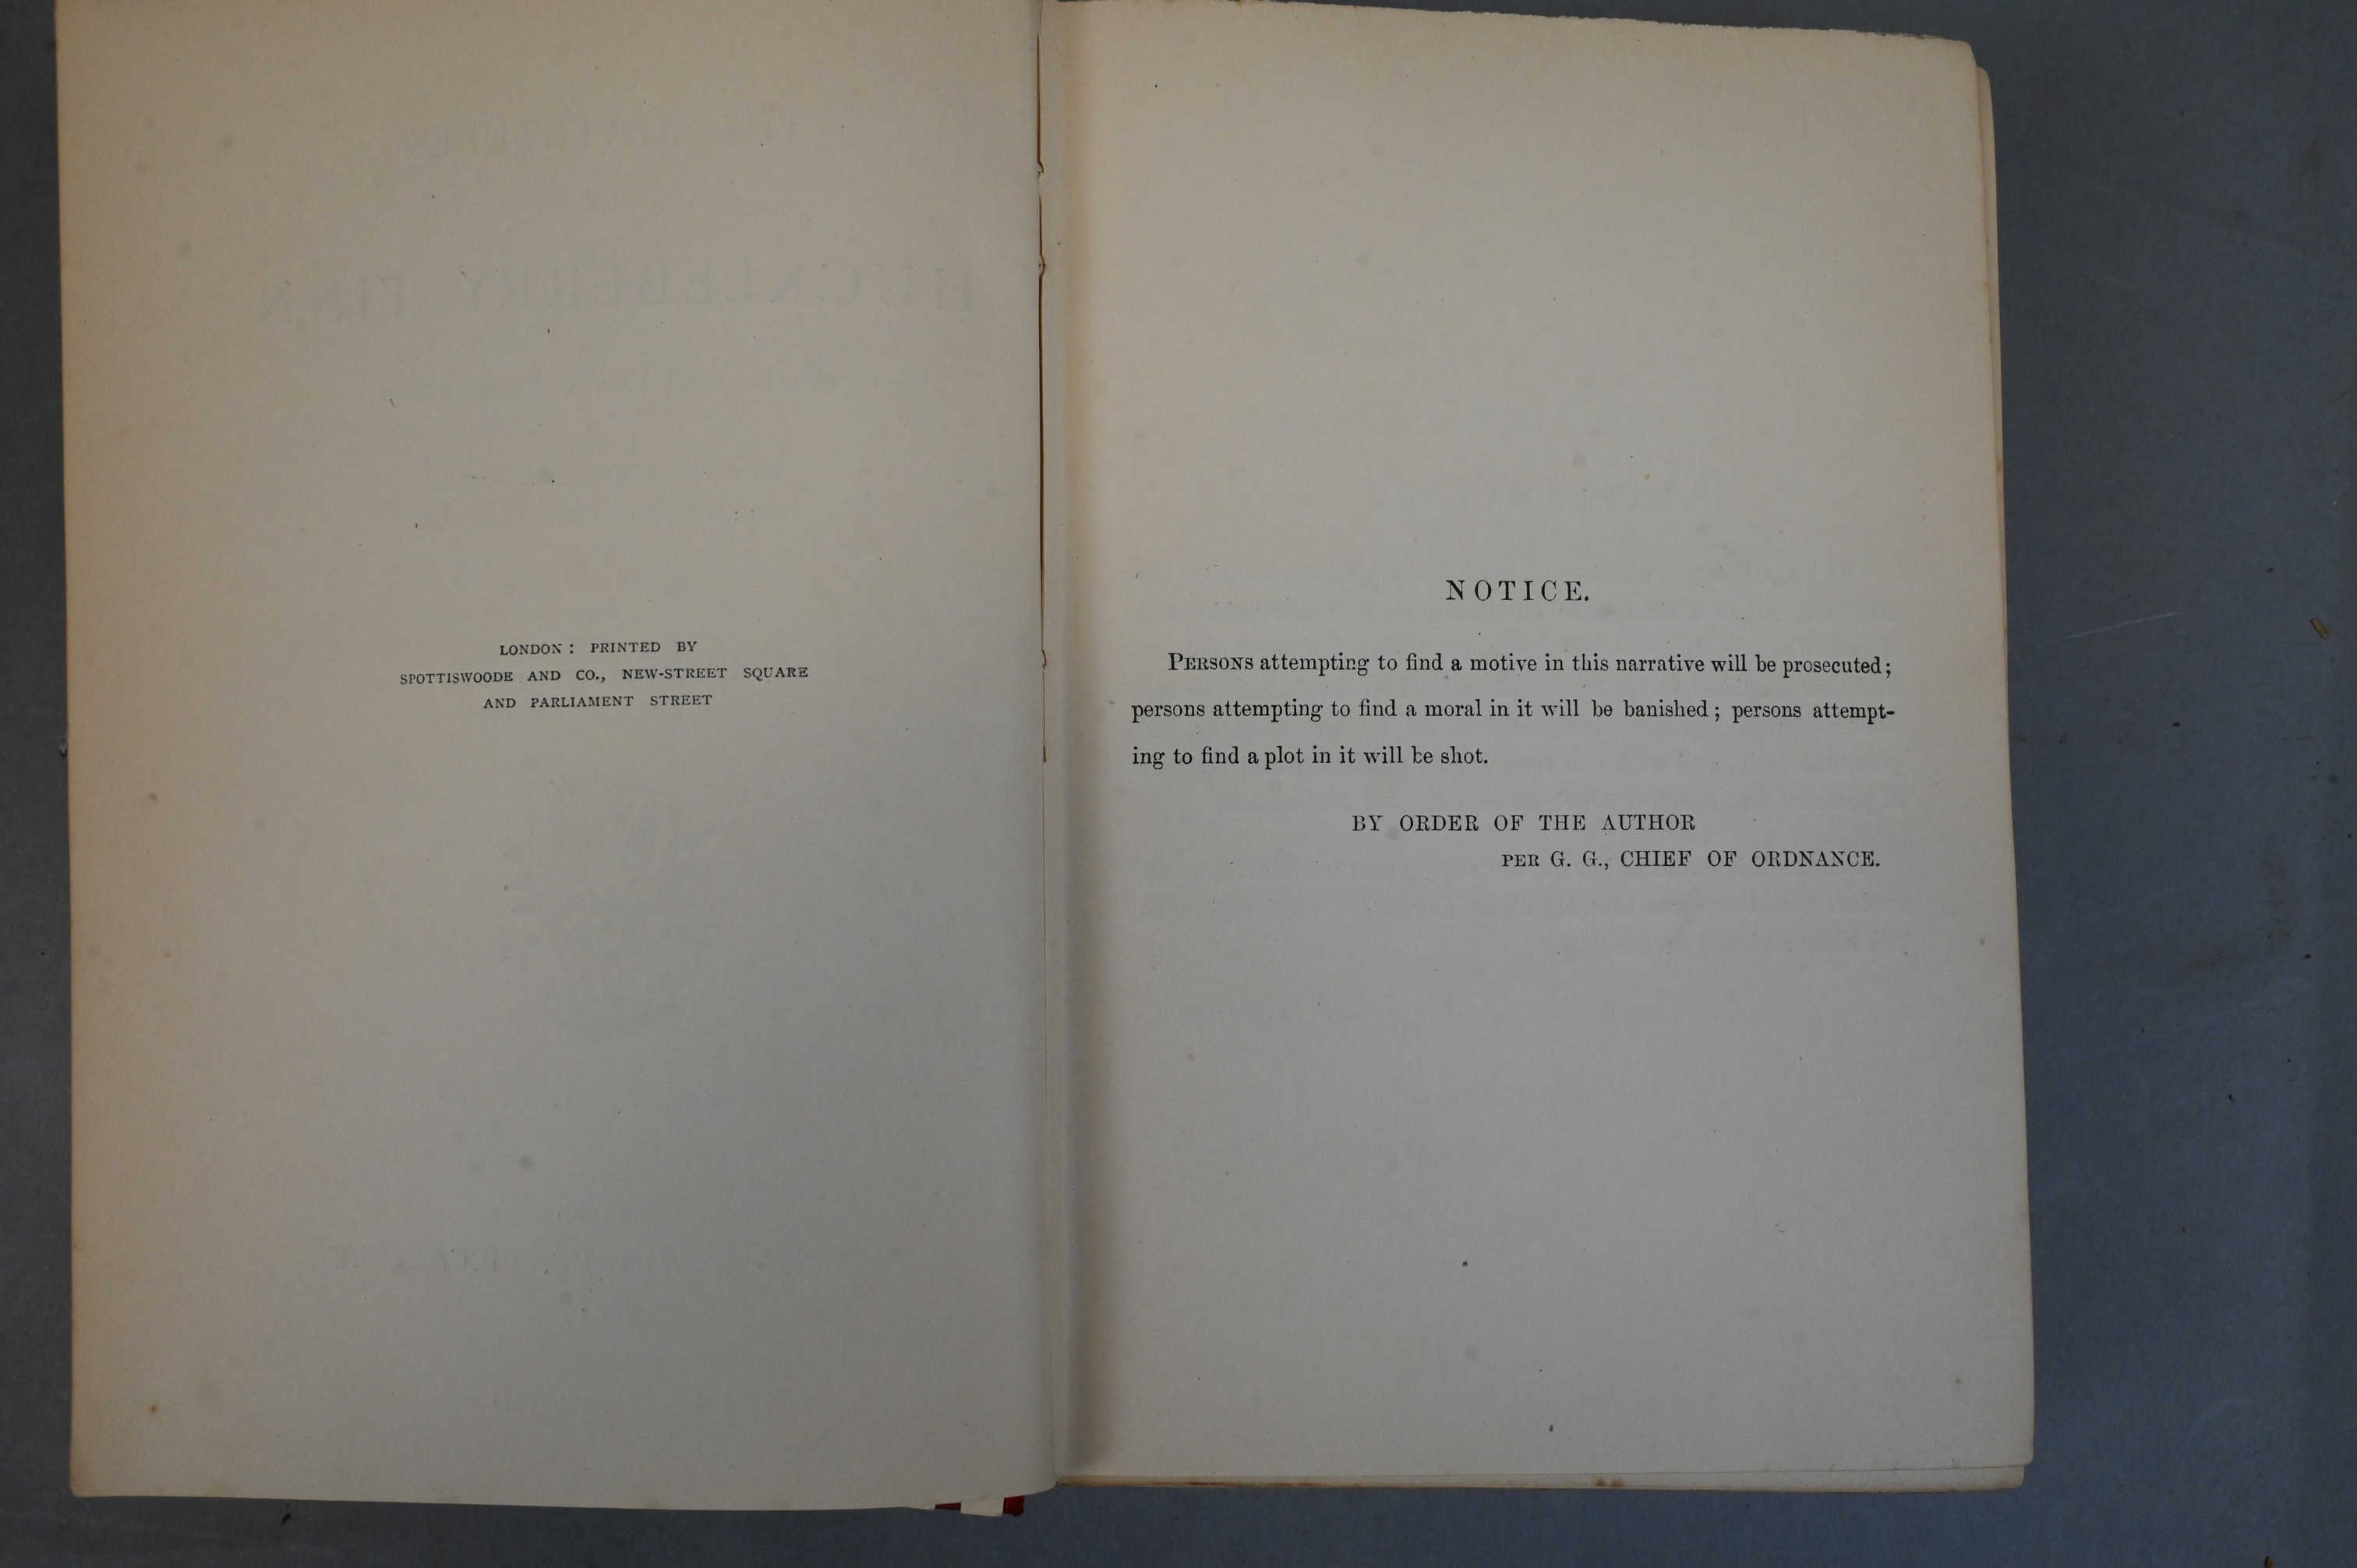 LONDON : PRINTED BY
SPOTTISWOODE AND CO., NEW-STREET SQUARE
AND PARLIAMENT STREET
HUCKLEBERRY FINN
NOTICE.
PERSONS attempting to find a motive in this narrative will be prosecuted;
persons attempting to find a moral in it will be banished; persons attempt-
ing to find a plot in it will be shot.
BY ORDER OF THE AUTHOR
PER G. G., CHIEF OF ORDNANCE.